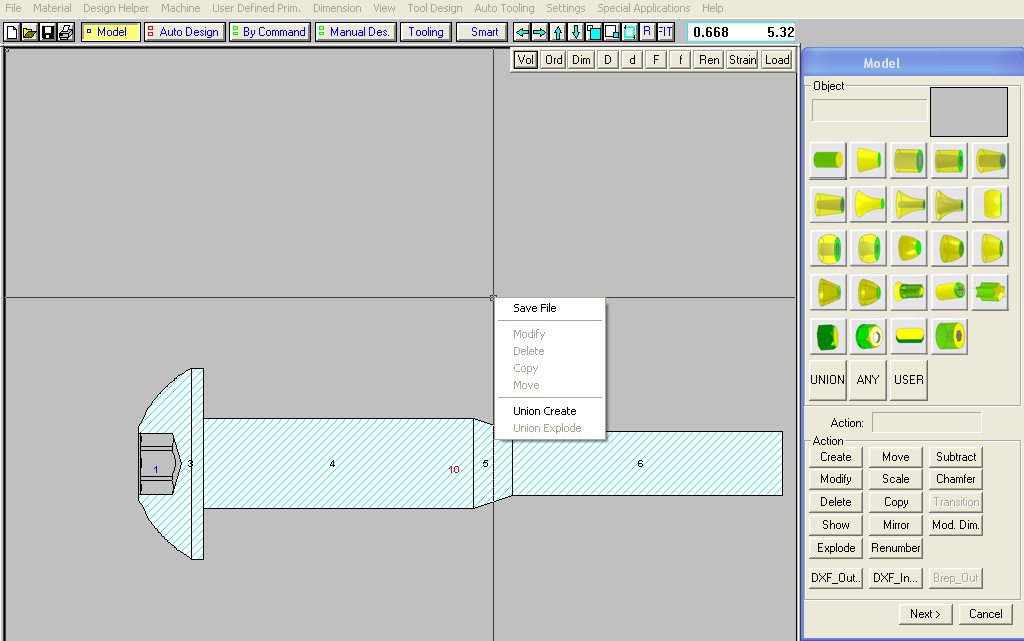 File Material Design Helper Machine User Defined Prim. Dimension View Tool Design Auto Tooling Settings Special Applications Help
Model Auto Design By Command Manual Des. Tooling Smart R FIT 0.668 5.32
Vol Ord Dim D d F f Ren Strain Load
Model
Object
Save File
Modify
Delete
Copy
Move
Union Create
Union Explode
UNION ANY USER
1 3 4 10 5 6
Action:
Action
Create Move Subtract
Modify Scale Chamfer
Delete Copy Transition
Show Mirror Mod. Dim.
Explode Renumber
DXF_Out.. DXF_In... Brep_Out
Next > Cancel